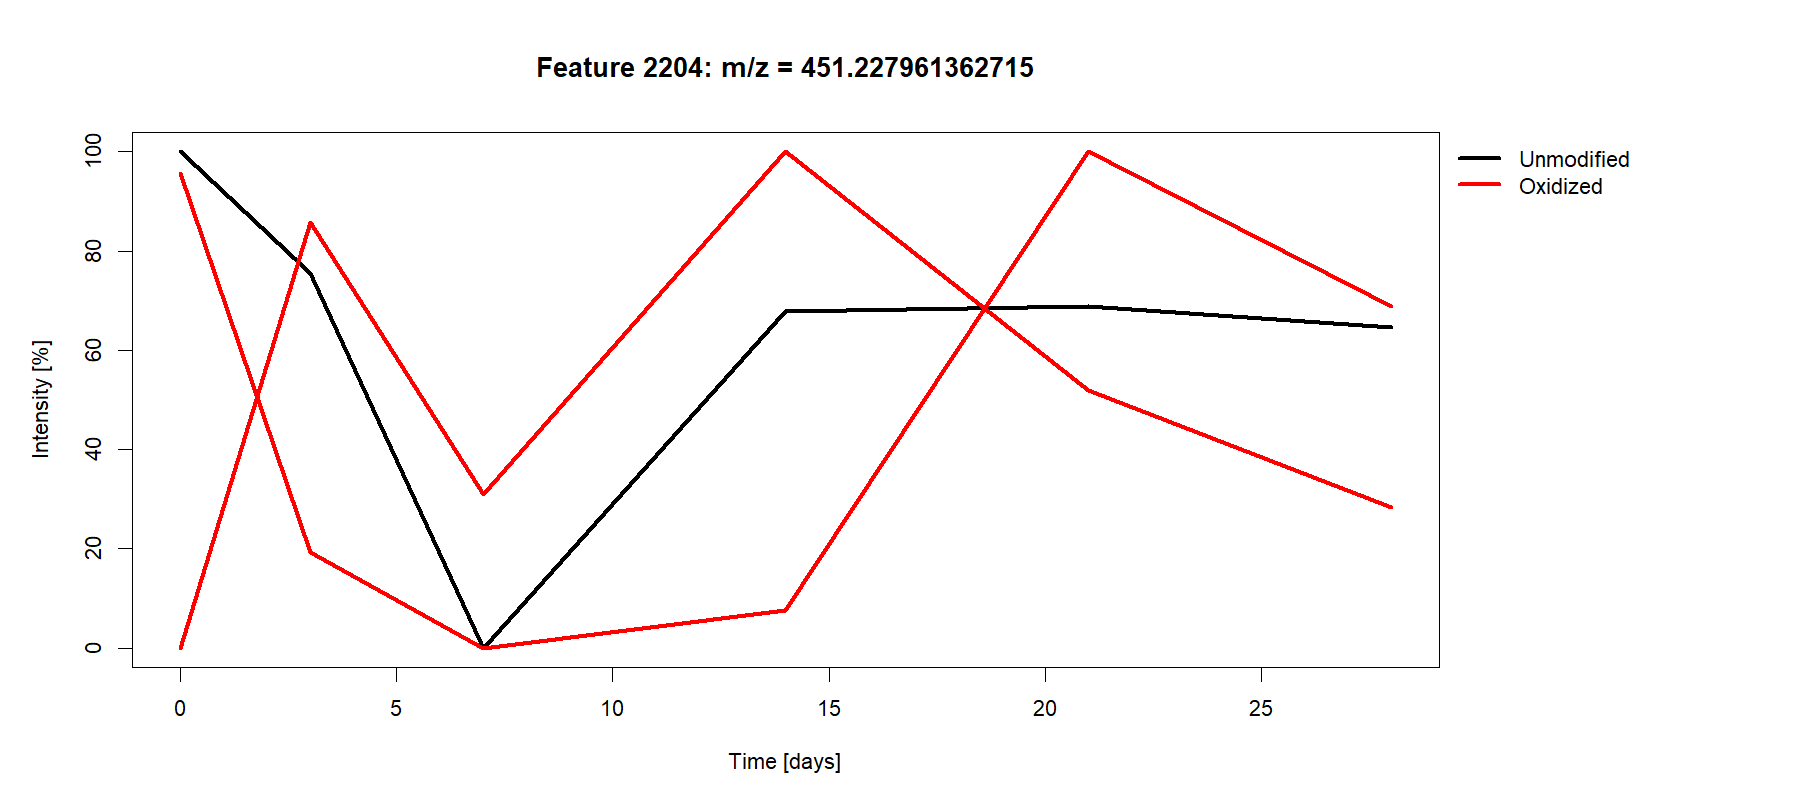 Feature 2204: m/z = 451.227961362715
Unmodified
Oxidized
Intensity [%]
100
80
60
40
20
0
0 5 10 15 20 25
Time [days]